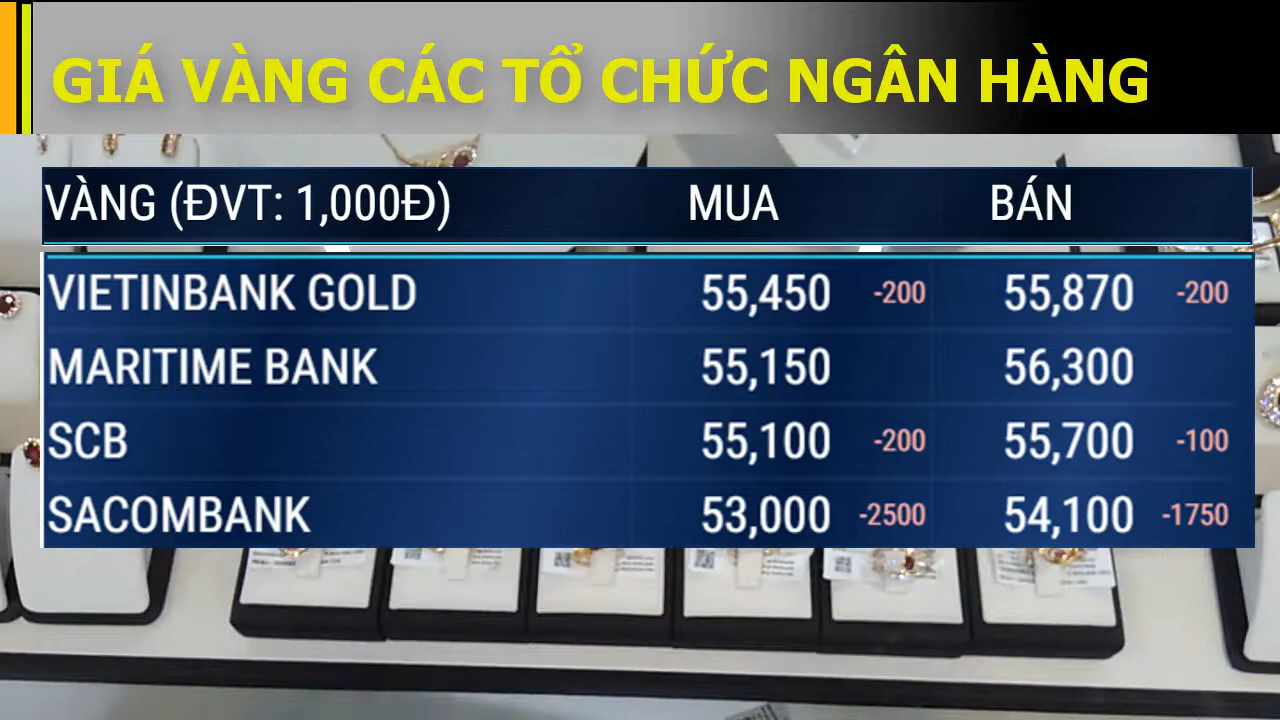 GIÁ VÀNG CÁC TỔ CHỨC NGÂN HÀNG
VÀNG (ĐVT: 1,000Đ) MUA BÁN
VIETINBANK GOLD 55,450 -200 55,870 -200
MARITIME BANK 55,150 56,300
SCB 55,100 -200 55,700 -100
SACOMBANK 53,000 -2500 54,100 -1750